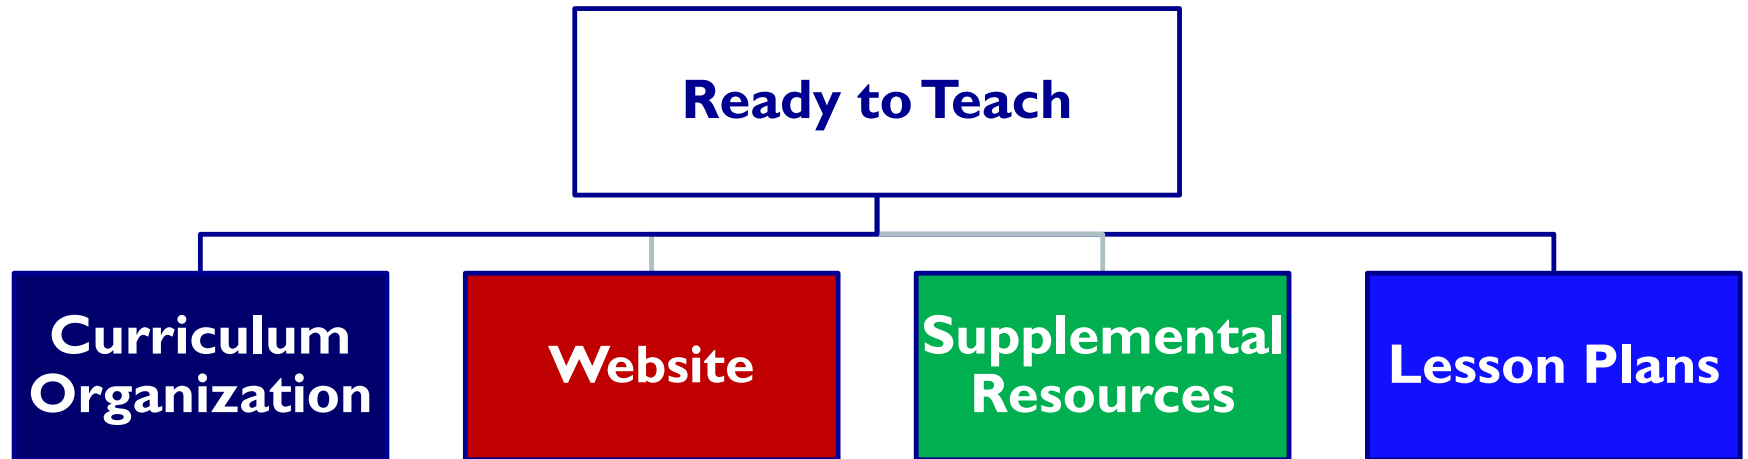 Ready to Teach
Curriculum
Organization
Website
Supplemental
Resources
Lesson Plans